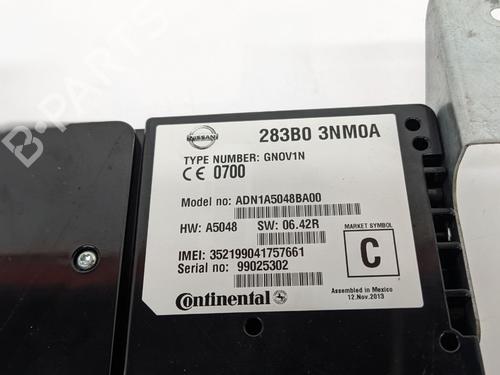 NISSAN
283B0 3NM0A
TYPE NUMBER: GNOV1N
CE 0700
Model no: ADN1A5048BA00
HW: A5048 SW: 06.42R
MARKET SYMBOL
C
IMEI: 352199041757661
Serial no: 99025302
Continental
Assembled in Mexico
12.Nov.2013
B-PARTS